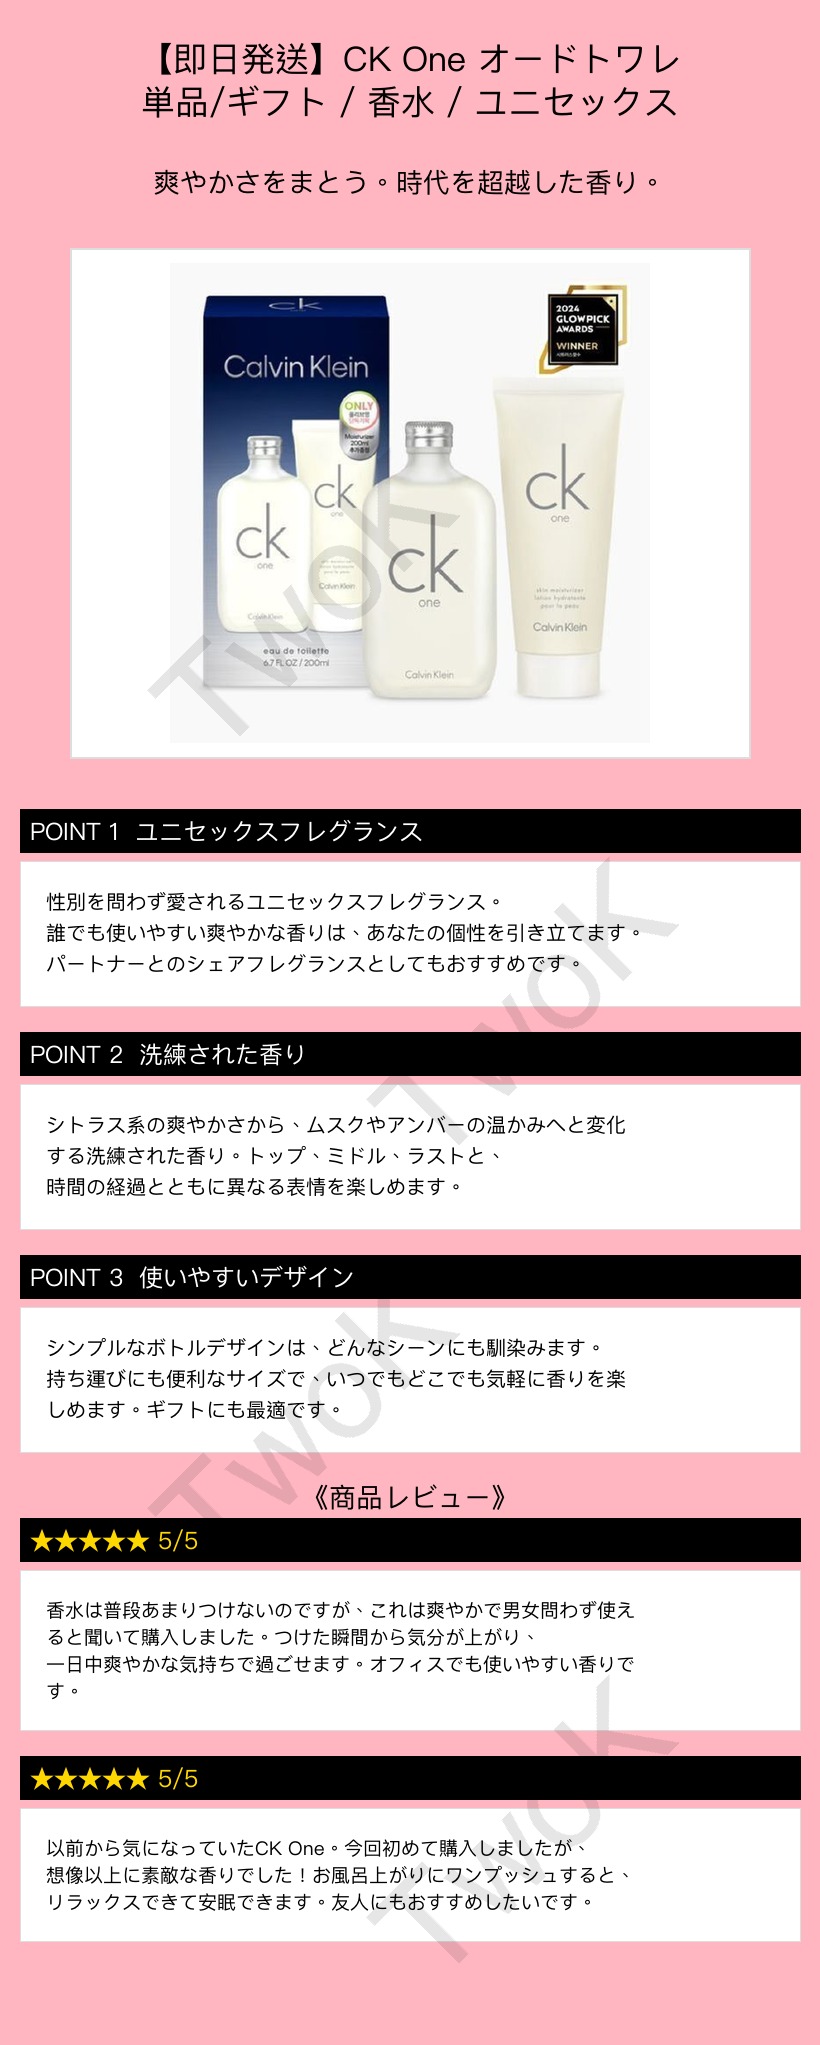 【即日発送】CK One オードトワレ
単品/ギフト / 香水 / ユニセックス
爽やかさをまとう。時代を超越した香り。
ck
Calvin Klein
ONLY
Moisturizer
200ml
추가증정
ck
one
ck
one
Calvin Klein
Calvin Klein
eau de toilette
6.7 FL OZ / 200ml
ck
one
Calvin Klein
2024
GLOWPICK
AWARDS
WINNER
ck
one
skin moisturizer
lotion hydratante
pour le peau
Calvin Klein
TwoK
POINT 1 ユニセックスフレグランス
性別を問わず愛されるユニセックスフレグランス。
誰でも使いやすい爽やかな香りは、あなたの個性を引き立てます。
パートナーとのシェアフレグランスとしてもおすすめです。
TwoK
POINT 2 洗練された香り
シトラス系の爽やかさから、ムスクやアンバーの温かみへと変化
する洗練された香り。トップ、ミドル、ラストと、
時間の経過とともに異なる表情を楽しめます。
POINT 3 使いやすいデザイン
シンプルなボトルデザインは、どんなシーンにも馴染みます。
持ち運びにも便利なサイズで、いつでもどこでも気軽に香りを楽
しめます。ギフトにも最適です。
TwoK
《商品レビュー》
★★★★★ 5/5
香水は普段あまりつけないのですが、これは爽やかで男女問わず使え
ると聞いて購入しました。つけた瞬間から気分が上がり、
一日中爽やかな気持ちで過ごせます。オフィスでも使いやすい香りで
す。
★★★★★ 5/5
以前から気になっていたCK One。今回初めて購入しましたが、
想像以上に素敵な香りでした！お風呂上がりにワンプッシュすると、
リラックスできて安眠できます。友人にもおすすめしたいです。
TwoK